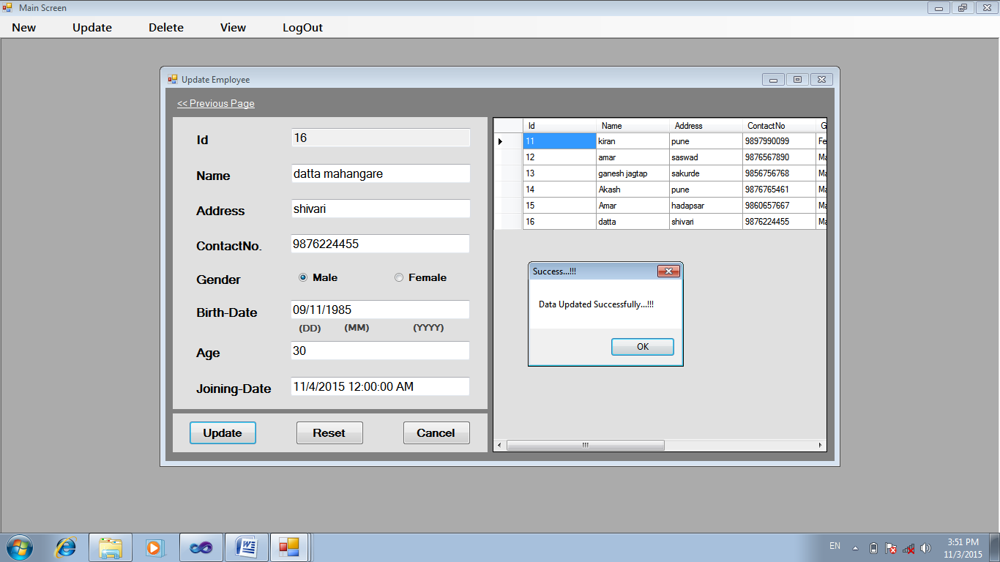 Main Screen
New Update Delete View LogOut
Update Employee
<< Previous Page
Id 16
Name datta mahangare
Address shivari
ContactNo. 9876224455
Gender Male Female
Birth-Date 09/11/1985
(DD) (MM) (YYYY)
Age 30
Joining-Date 11/4/2015 12:00:00 AM
Update Reset Cancel
Id Name Address ContactNo G
11 kiran pune 9897990099 Fe
12 amar saswad 9876567890 Ma
13 ganesh jagtap sakurde 9856756768 Ma
14 Akash pune 9876765461 Ma
15 Amar hadapsar 9860657667 Ma
16 datta shivari 9876224455 Ma
Success...!!!
Data Updated Successfully...!!!
OK
EN
3:51 PM
11/3/2015